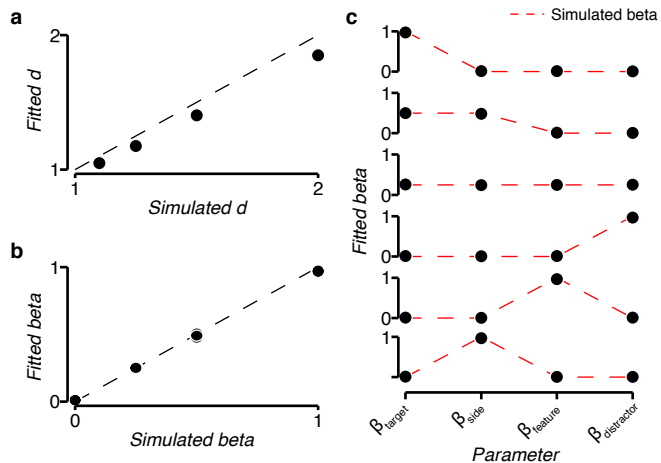 a
2
Fitted d
1
1
2
Simulated d
b
1
Fitted beta
0
0
1
Simulated beta
c
Simulated beta
1
0
1
0
1
0
1
0
1
0
1
Fitted beta
βtarget
βside
βfeature
βdistractor
Parameter